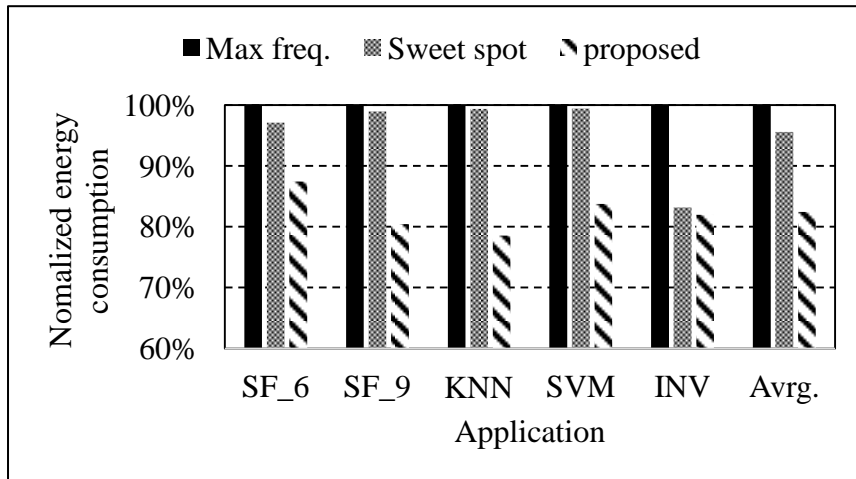 Max freq. Sweet spot proposed
Nomalized energy
consumption
100%
90%
80%
70%
60%
SF_6 SF_9 KNN SVM INV Avrg.
Application